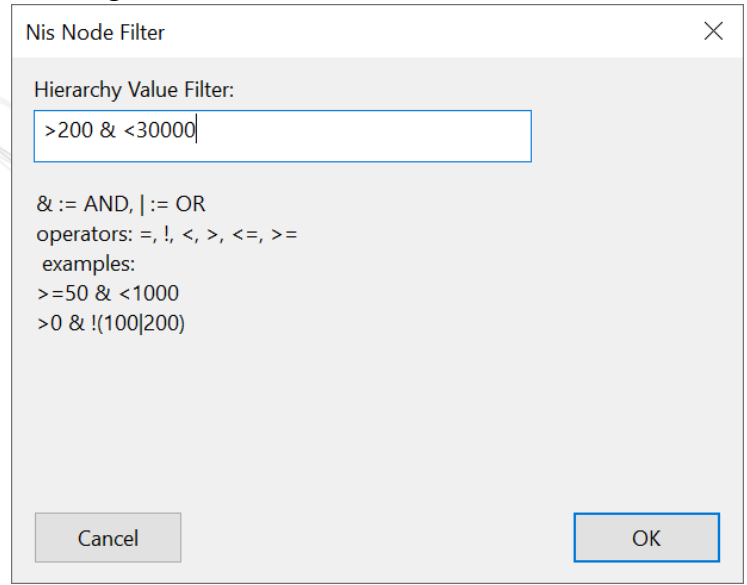 Nis Node Filter
Hierarchy Value Filter:
>200 & <30000
& := AND, | := OR
operators: =, !, <, >, <=, >=
examples:
>=50 & <1000
>0 & !(100|200)
Cancel
OK